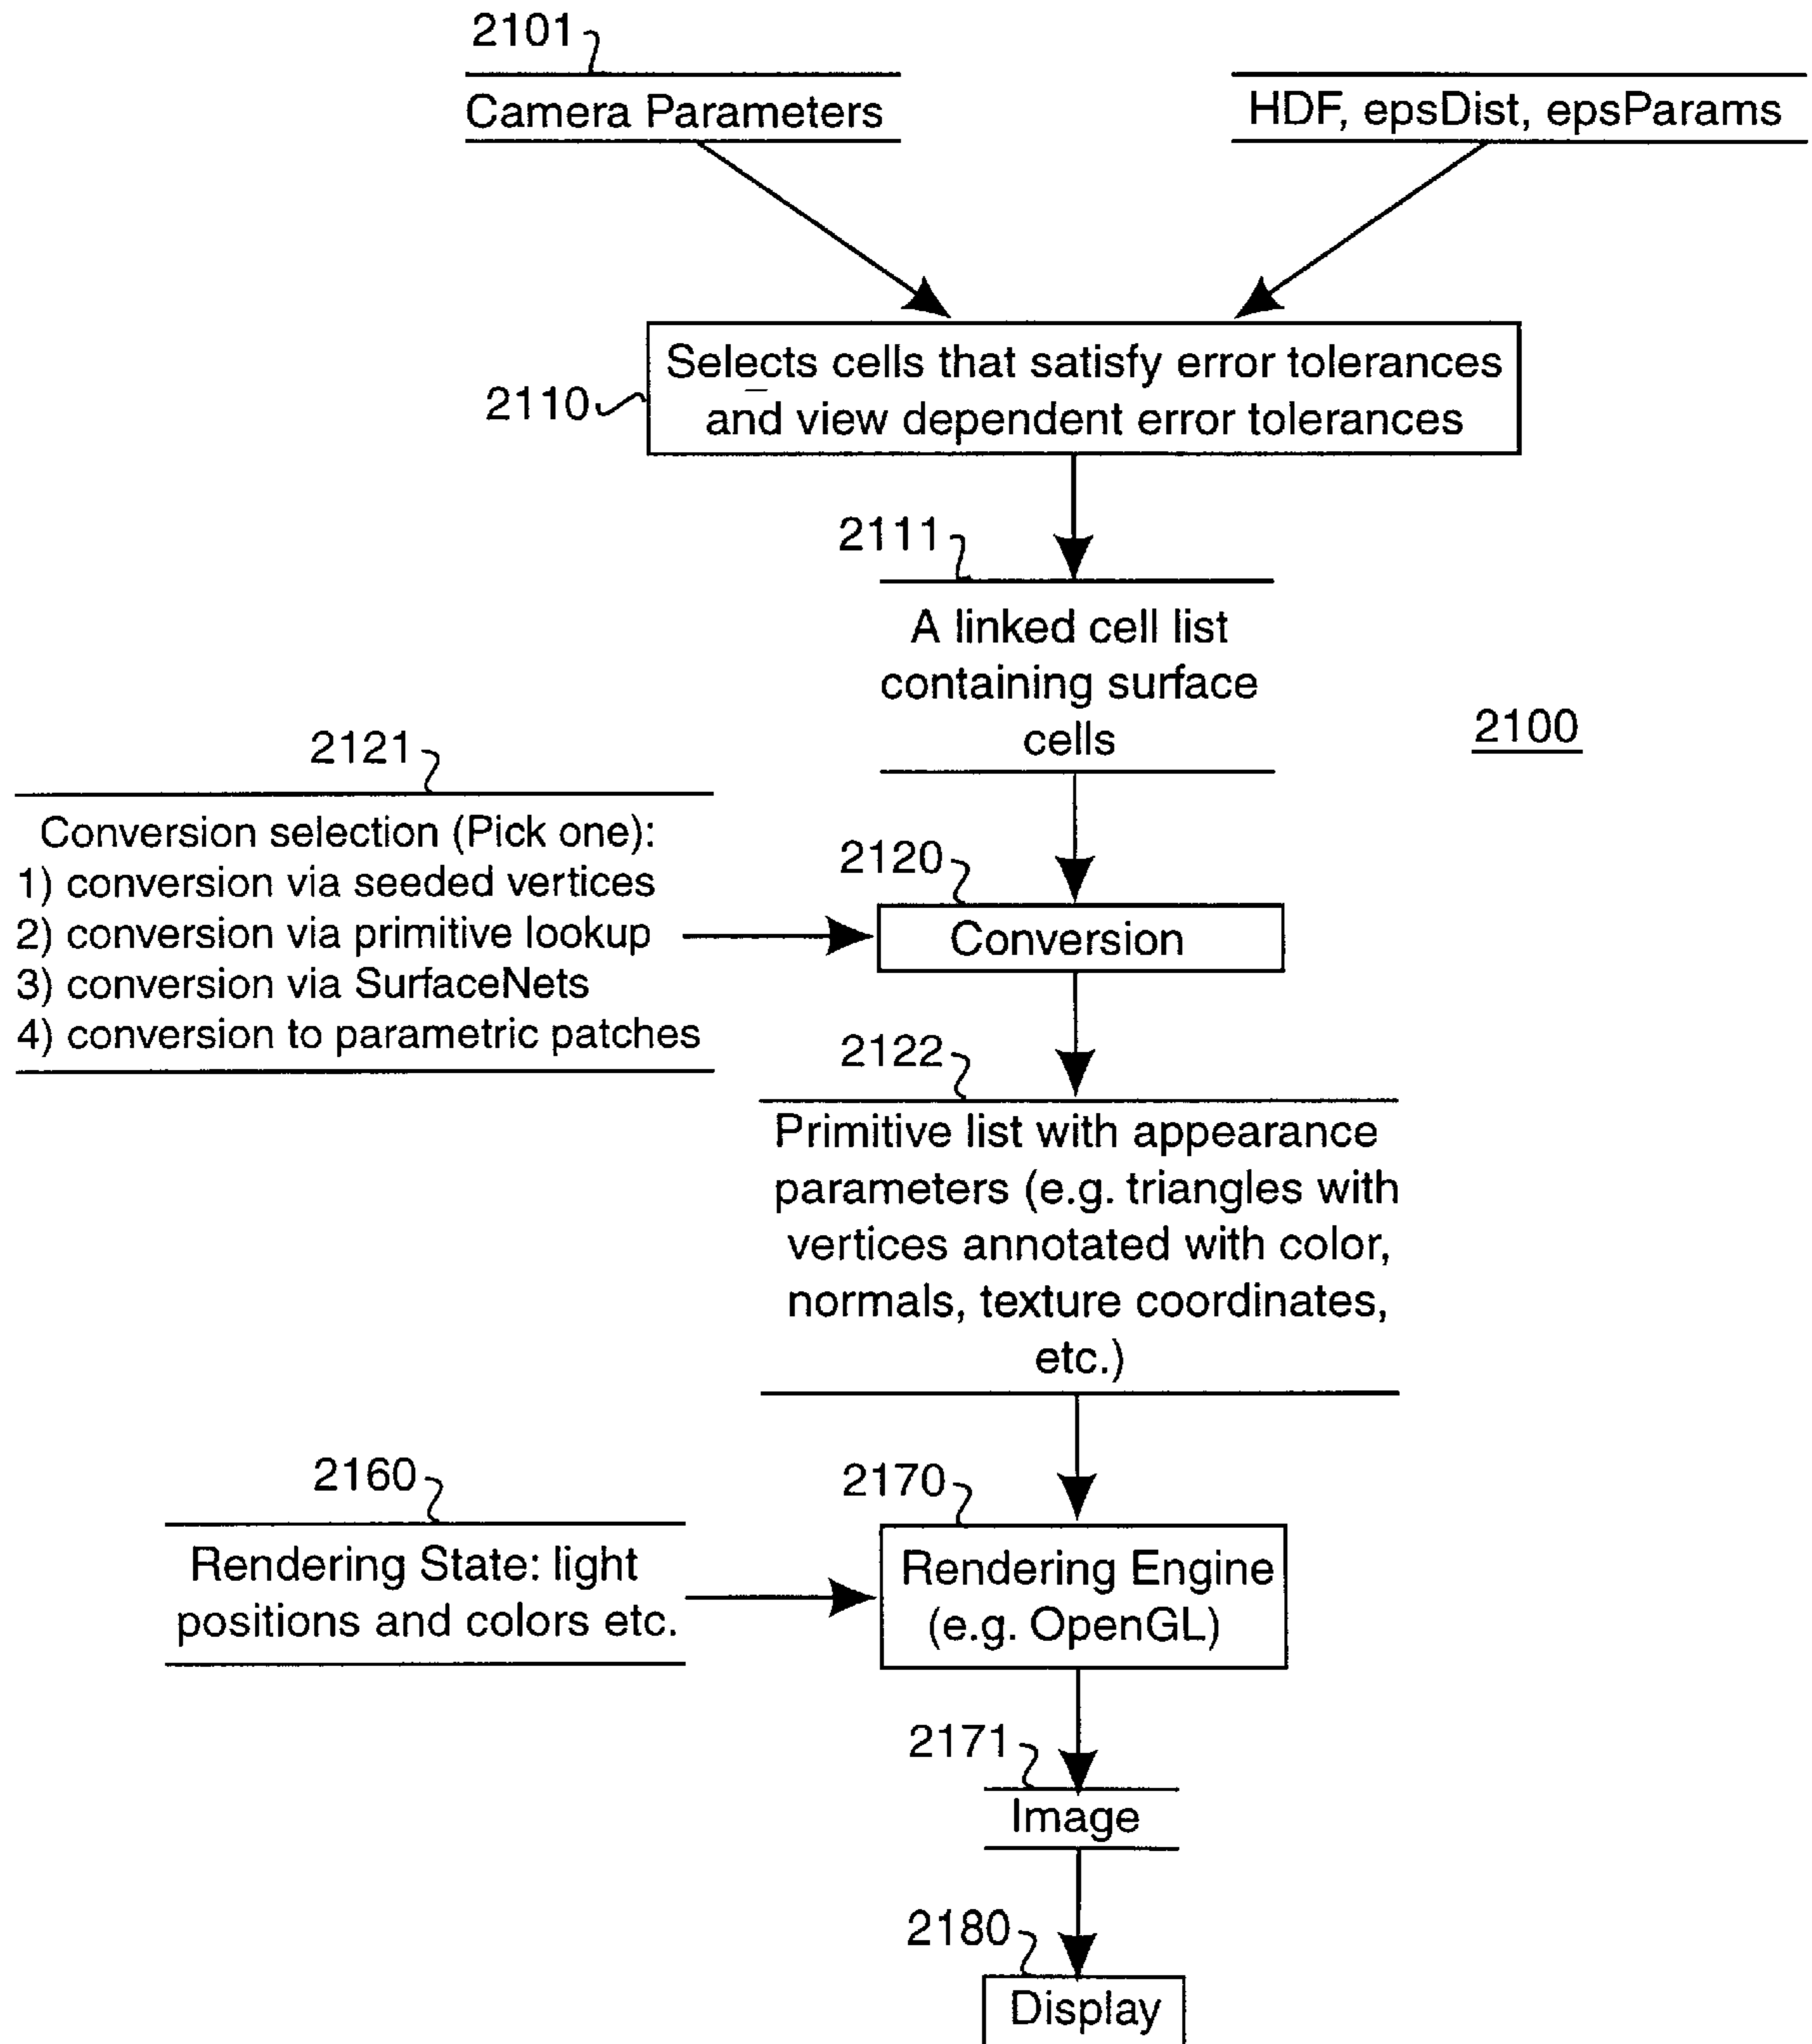 2101
Camera Parameters
HDF, epsDist, epsParams
Selects cells that satisfy error tolerances
and view dependent error tolerances
2110
2111
A linked cell list
containing surface
cells
2100
2121
Conversion selection (Pick one):
1) conversion via seeded vertices
2) conversion via primitive lookup
3) conversion via SurfaceNets
4) conversion to parametric patches
2120
Conversion
2122
Primitive list with appearance
parameters (e.g. triangles with
vertices annotated with color,
normals, texture coordinates,
etc.)
2160
Rendering State: light
positions and colors etc.
2170
Rendering Engine
(e.g. OpenGL)
2171
Image
2180
Display